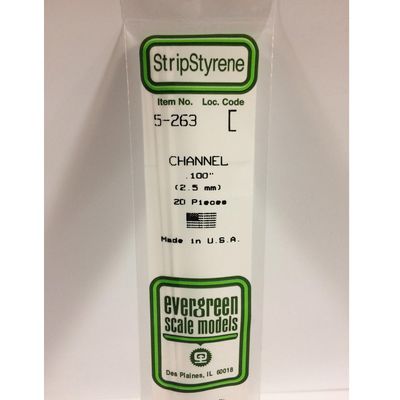 StripStyrene
Item No. Loc. Code
5-263 [
CHANNEL
.100"
(2.5 mm)
20 Pieces
Made in U.S.A.
evergreen
scale models
Des Plaines, IL 60018